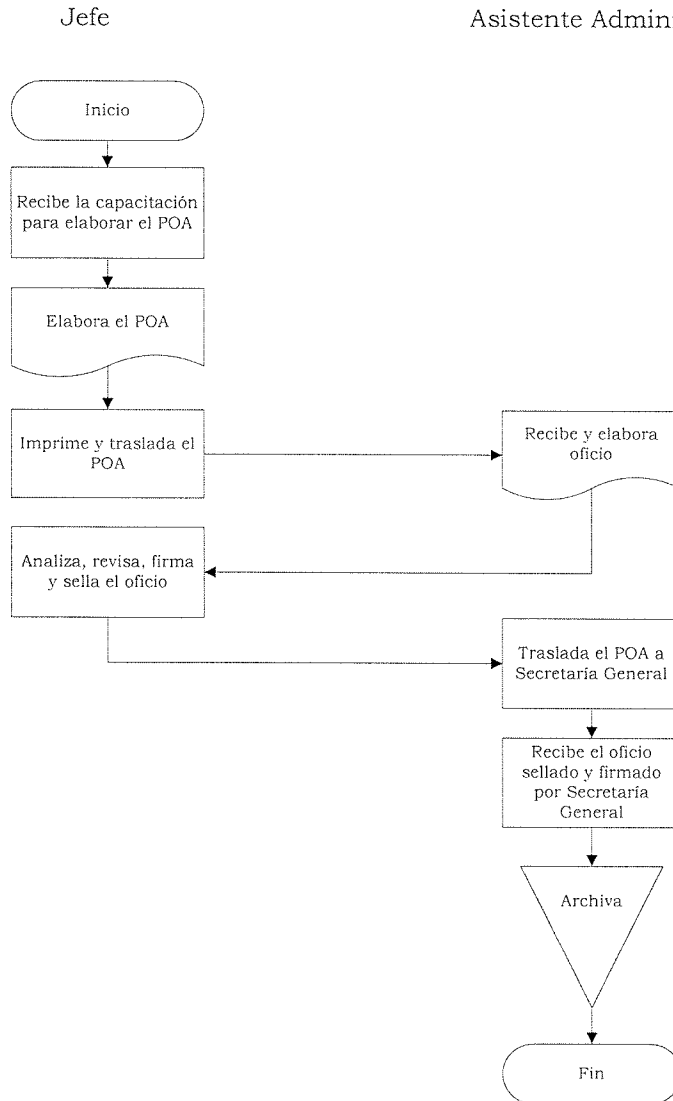 Jefe
Asistente Admin
Inicio
Recibe la capacitación
para elaborar el POA
Elabora el POA
Imprime y traslada el
POA
Recibe y elabora
oficio
Analiza, revisa, firma
y sella el oficio
Traslada el POA a
Secretaría General
Recibe el oficio
sellado y firmado
por Secretaría
General
Archiva
Fin